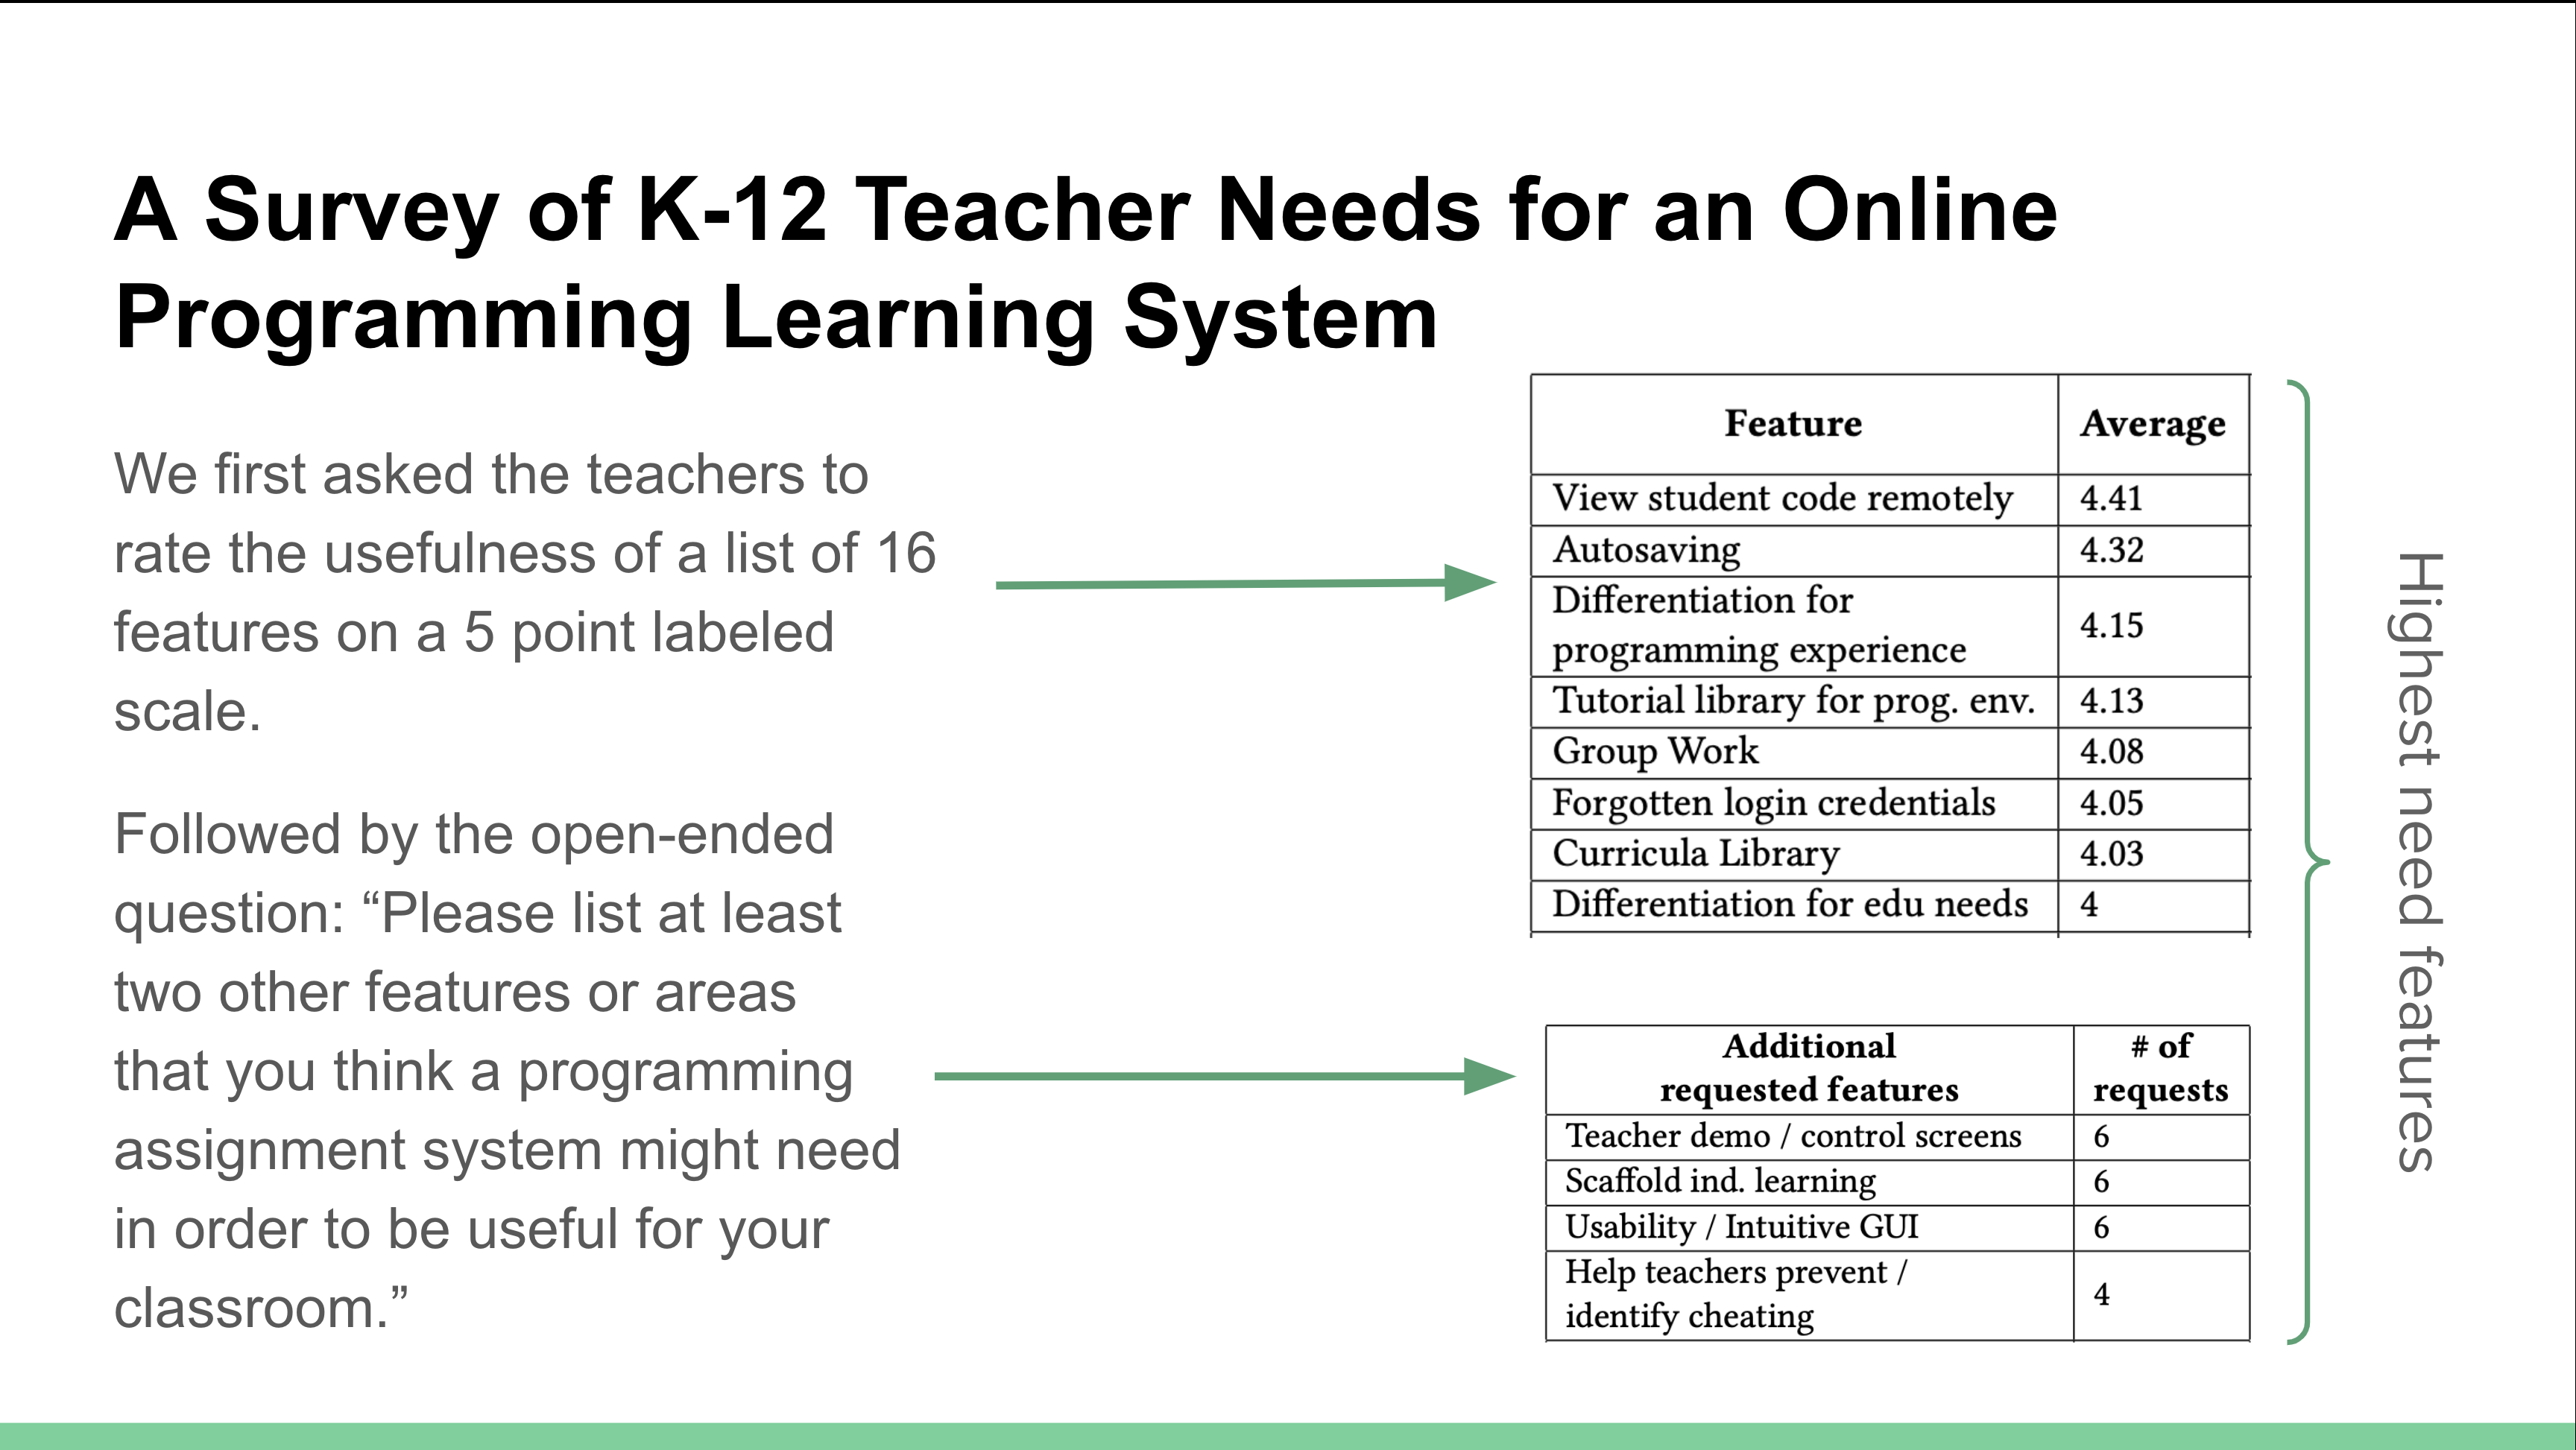 A Survey of K-12 Teacher Needs for an Online
Programming Learning System
We first asked the teachers to
rate the usefulness of a list of 16
features on a 5 point labeled
scale.
Followed by the open-ended
question: “Please list at least
two other features or areas
that you think a programming
assignment system might need
in order to be useful for your
classroom.”
Feature Average
View student code remotely 4.41
Autosaving 4.32
Differentiation for
programming experience 4.15
Tutorial library for prog. env. 4.13
Group Work 4.08
Forgotten login credentials 4.05
Curricula Library 4.03
Differentiation for edu needs 4
Additional # of
requested features requests
Teacher demo / control screens 6
Scaffold ind. learning 6
Usability / Intuitive GUI 6
Help teachers prevent /
identify cheating 4
Highest need features